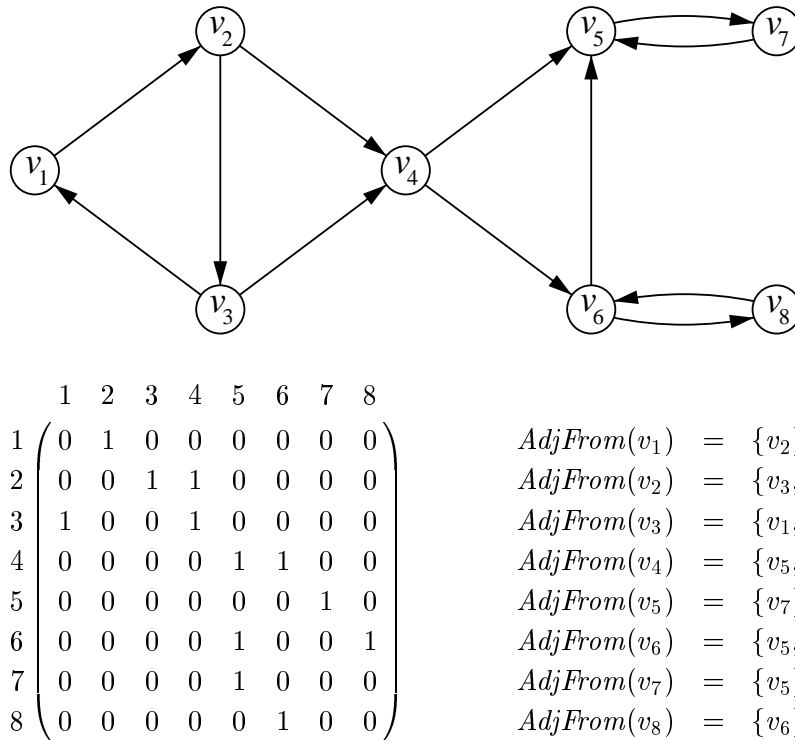 v2 v5 v7
v1 v4
v3 v6 v8
1 2 3 4 5 6 7 8
1 0 1 0 0 0 0 0 0 AdjFrom(v1) = {v2}
2 0 0 1 1 0 0 0 0 AdjFrom(v2) = {v3,
3 1 0 0 1 0 0 0 0 AdjFrom(v3) = {v1,
4 0 0 0 0 1 1 0 0 AdjFrom(v4) = {v5,
5 0 0 0 0 0 0 1 0 AdjFrom(v5) = {v7}
6 0 0 0 0 1 0 0 1 AdjFrom(v6) = {v5,
7 0 0 0 0 1 0 0 0 AdjFrom(v7) = {v5}
8 0 0 0 0 0 1 0 0 AdjFrom(v8) = {v6}